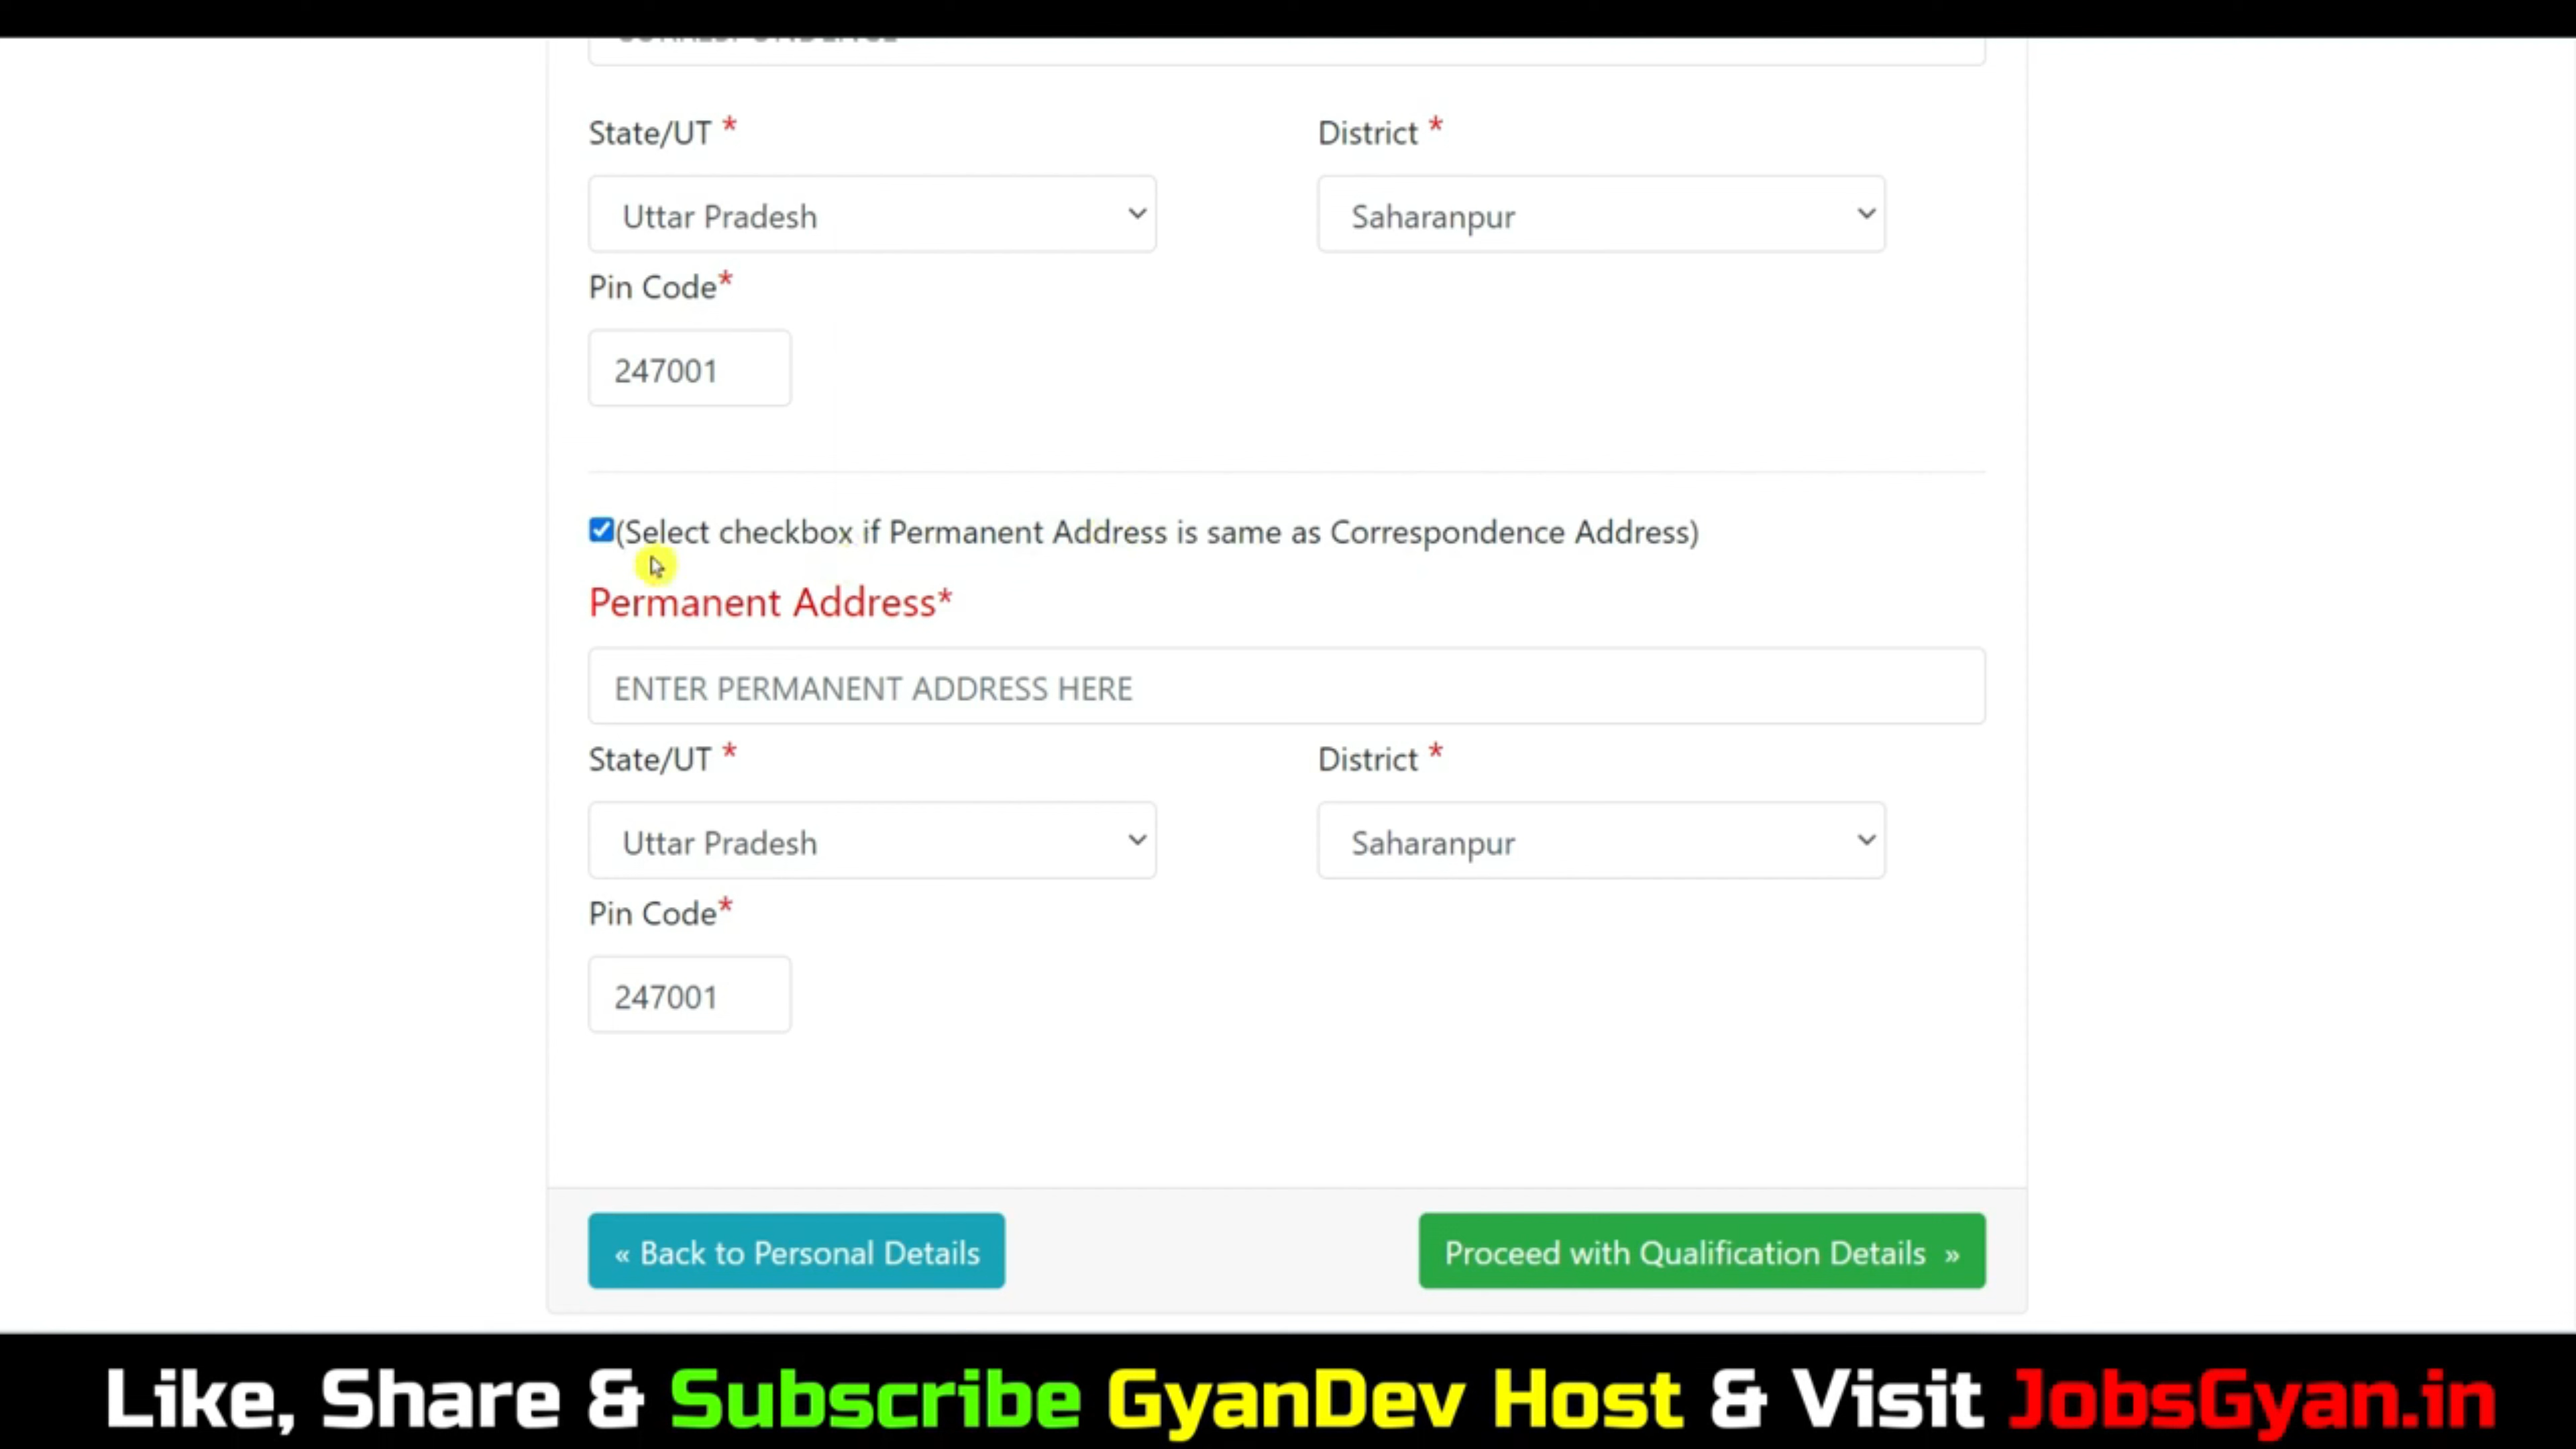 State/UT *
District *
Uttar Pradesh
Saharanpur
Pin Code*
247001
(Select checkbox if Permanent Address is same as Correspondence Address)
Permanent Address*
ENTER PERMANENT ADDRESS HERE
State/UT *
District *
Uttar Pradesh
Saharanpur
Pin Code*
247001
« Back to Personal Details
Proceed with Qualification Details »
Like, Share & Subscribe GyanDev Host & Visit JobsGyan.in